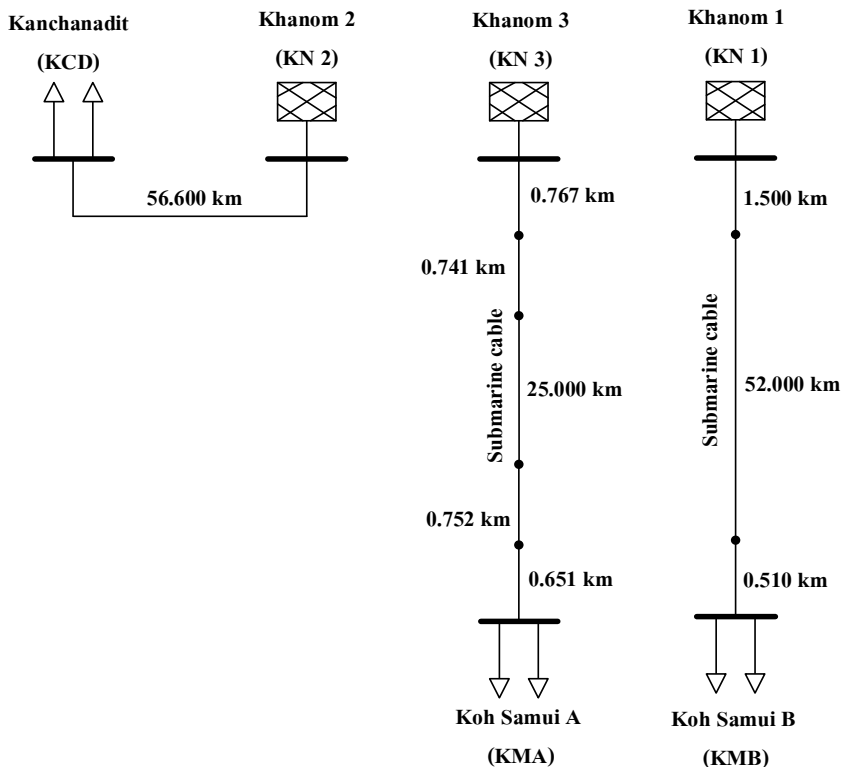 Kanchanadit
(KCD)
Khanom 2
(KN 2)
Khanom 3
(KN 3)
Khanom 1
(KN 1)
56.600 km
0.767 km
0.741 km
Submarine cable
25.000 km
0.752 km
0.651 km
Koh Samui A
(KMA)
1.500 km
Submarine cable
52.000 km
0.510 km
Koh Samui B
(KMB)